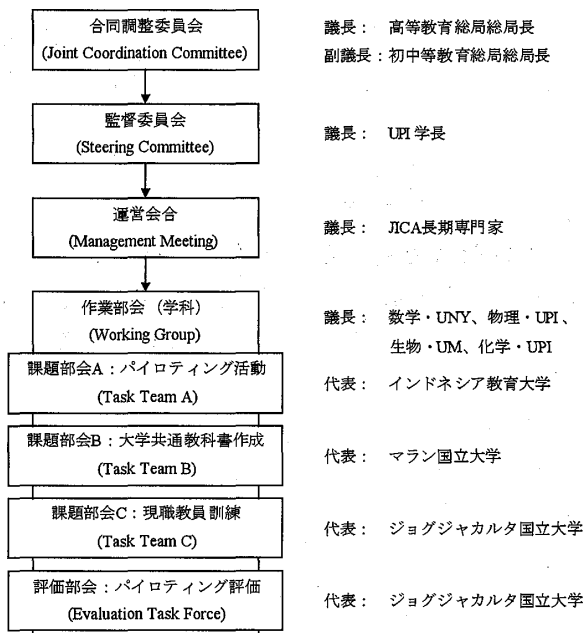 合同調整委員会
(Joint Coordination Committee)
議長： 高等教育総局総局長
副議長：初中等教育総局総局長
監督委員会
(Steering Committee)
議長： UPI 学長
運営会合
(Management Meeting)
議長： JICA長期専門家
作業部会（学科）
(Working Group)
議長： 数学・UNY、物理・UPI、
生物・UM、化学・UPI
課題部会A：パイロティング活動
(Task Team A)
代表： インドネシア教育大学
課題部会B：大学共通教科書作成
(Task Team B)
代表： マラン国立大学
課題部会C：現職教員訓練
(Task Team C)
代表： ジョグジャカルタ国立大学
評価部会：パイロティング評価
(Evaluation Task Force)
代表： ジョグジャカルタ国立大学